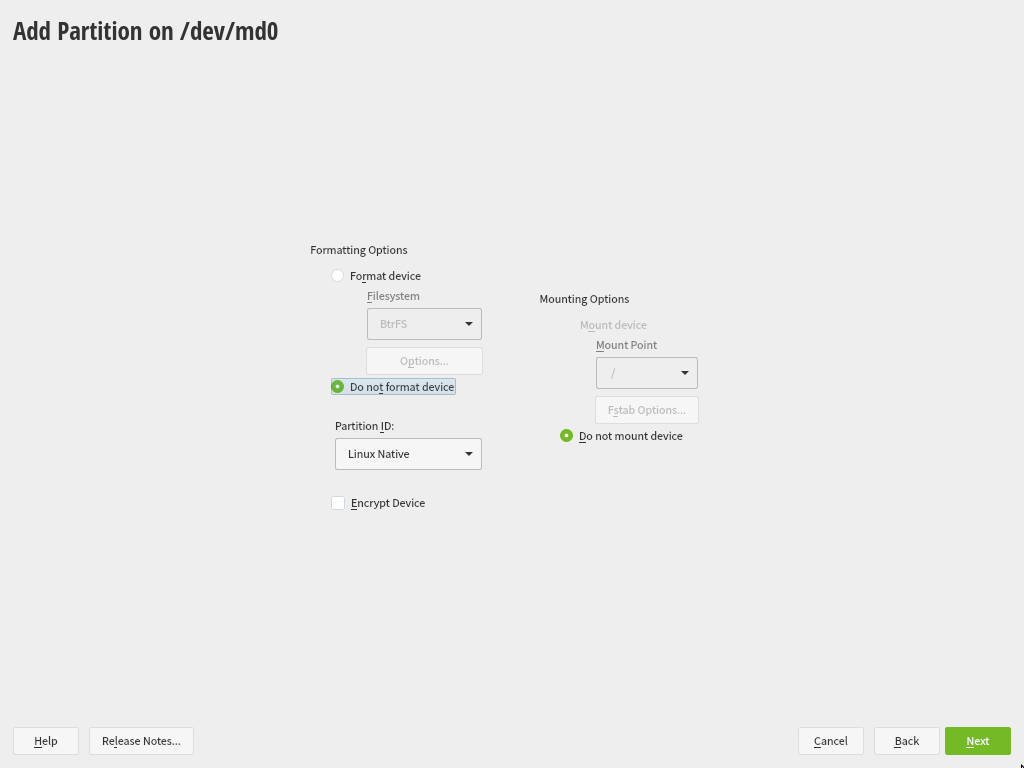 Add Partition on /dev/md0
Formatting Options
Format device
Filesystem
BtrFS
Options...
Do not format device
Partition ID:
Linux Native
Encrypt Device
Mounting Options
Mount device
Mount Point
/
Fstab Options...
Do not mount device
Help
Release Notes...
Cancel
Back
Next